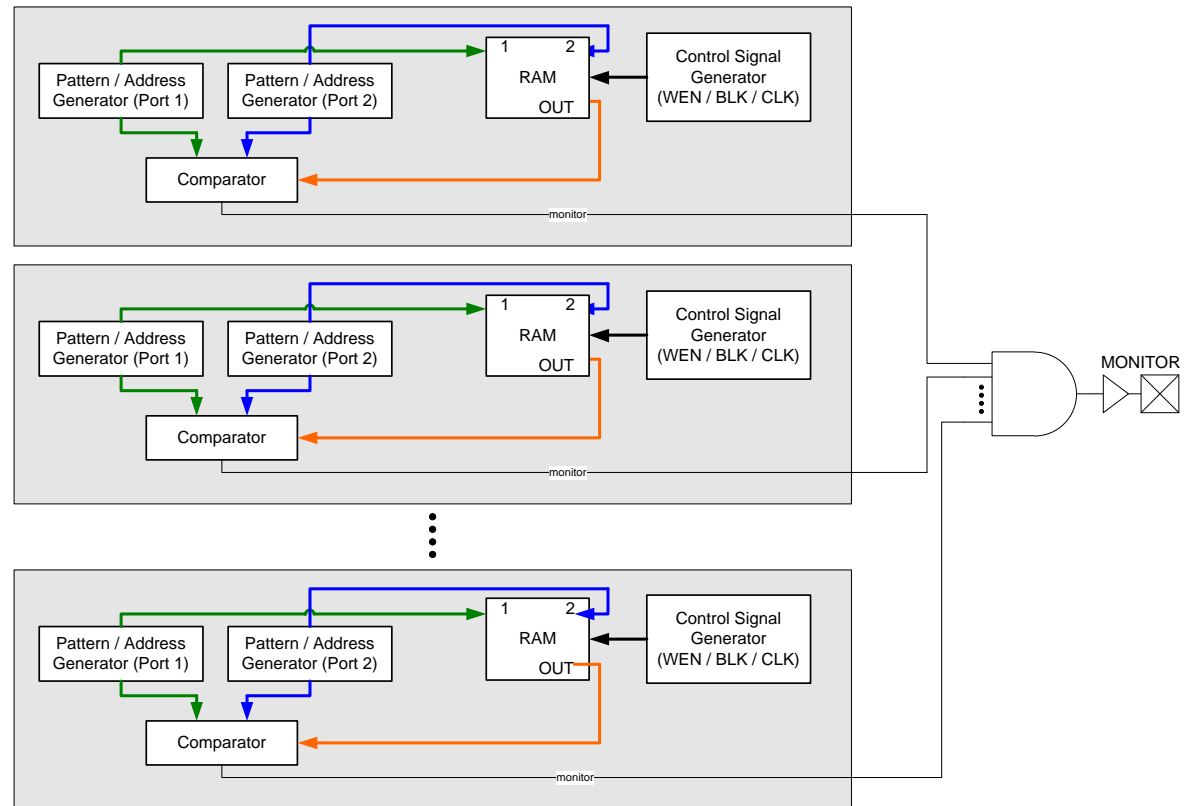 Pattern / Address
Generator (Port 1)
Pattern / Address
Generator (Port 2)
1
2
RAM
OUT
Control Signal
Generator
(WEN / BLK / CLK)
Comparator
monitor
Pattern / Address
Generator (Port 1)
Pattern / Address
Generator (Port 2)
1
2
RAM
OUT
Control Signal
Generator
(WEN / BLK / CLK)
Comparator
monitor
MONITOR
Pattern / Address
Generator (Port 1)
Pattern / Address
Generator (Port 2)
1
2
RAM
OUT
Control Signal
Generator
(WEN / BLK / CLK)
Comparator
monitor